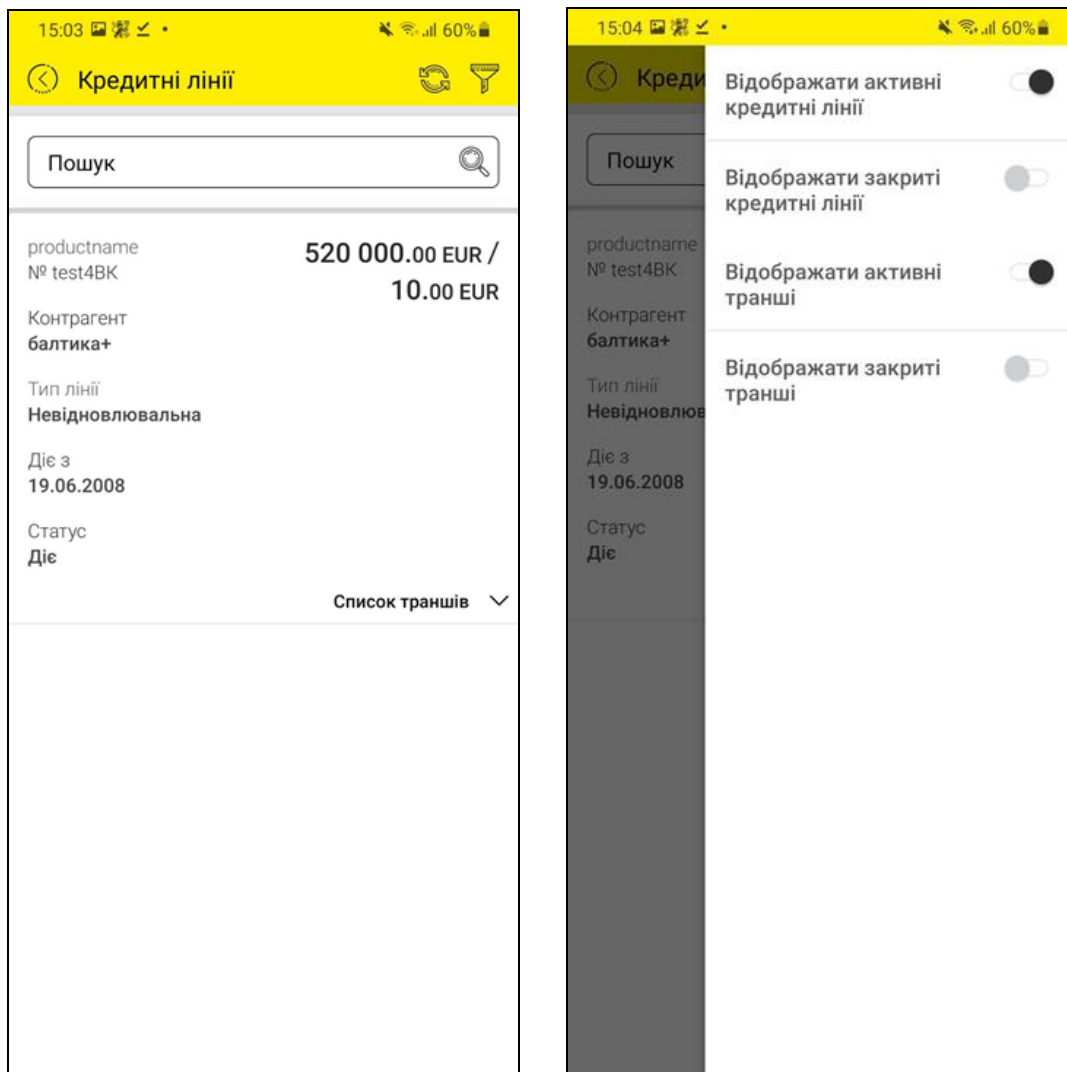 15:03
60%
Кредитні лінії
Пошук
productname
№ test4BK
520 000.00 EUR /
10.00 EUR
Контрагент
балтика+
Тип лінії
Невідновлювальна
Діє з
19.06.2008
Статус
Діє
Список траншів
15:04
60%
Креди
Пошук
productname
№ test4BK
Контрагент
балтика+
Тип лінії
Невідновлюв
Діє з
19.06.2008
Статус
Діє
Відображати активні
кредитні лінії
Відображати закриті
кредитні лінії
Відображати активні
транші
Відображати закриті
транші